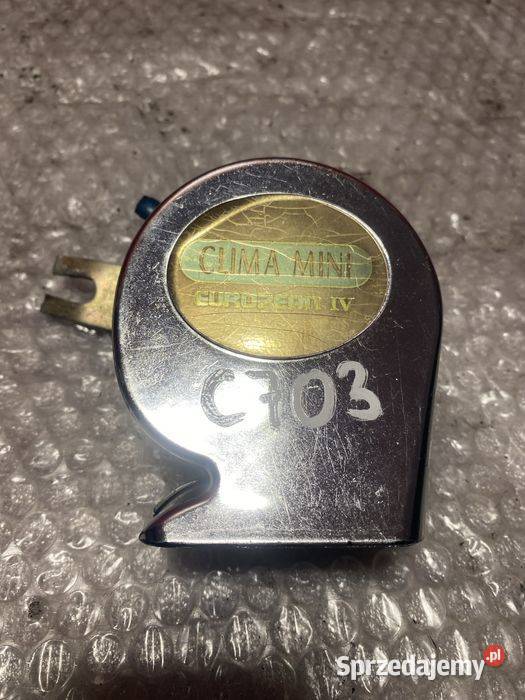 CLIMA MINI
EUROPEAN IV
C703
Sprzedajemy.pl